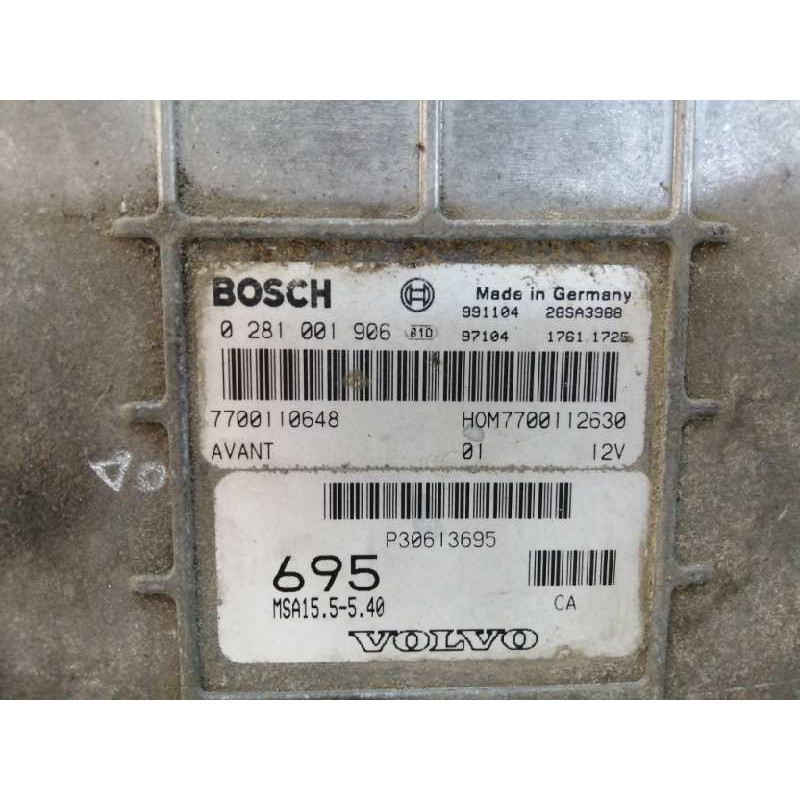 BOSCH Made in Germany
991104 28SA3988
0 281 001 906 810 97104 1761.1725
7700110648 HOM7700112630
AVANT 01 12V
P30613695
695
MSA15.5-5.40 CA
VOLVO